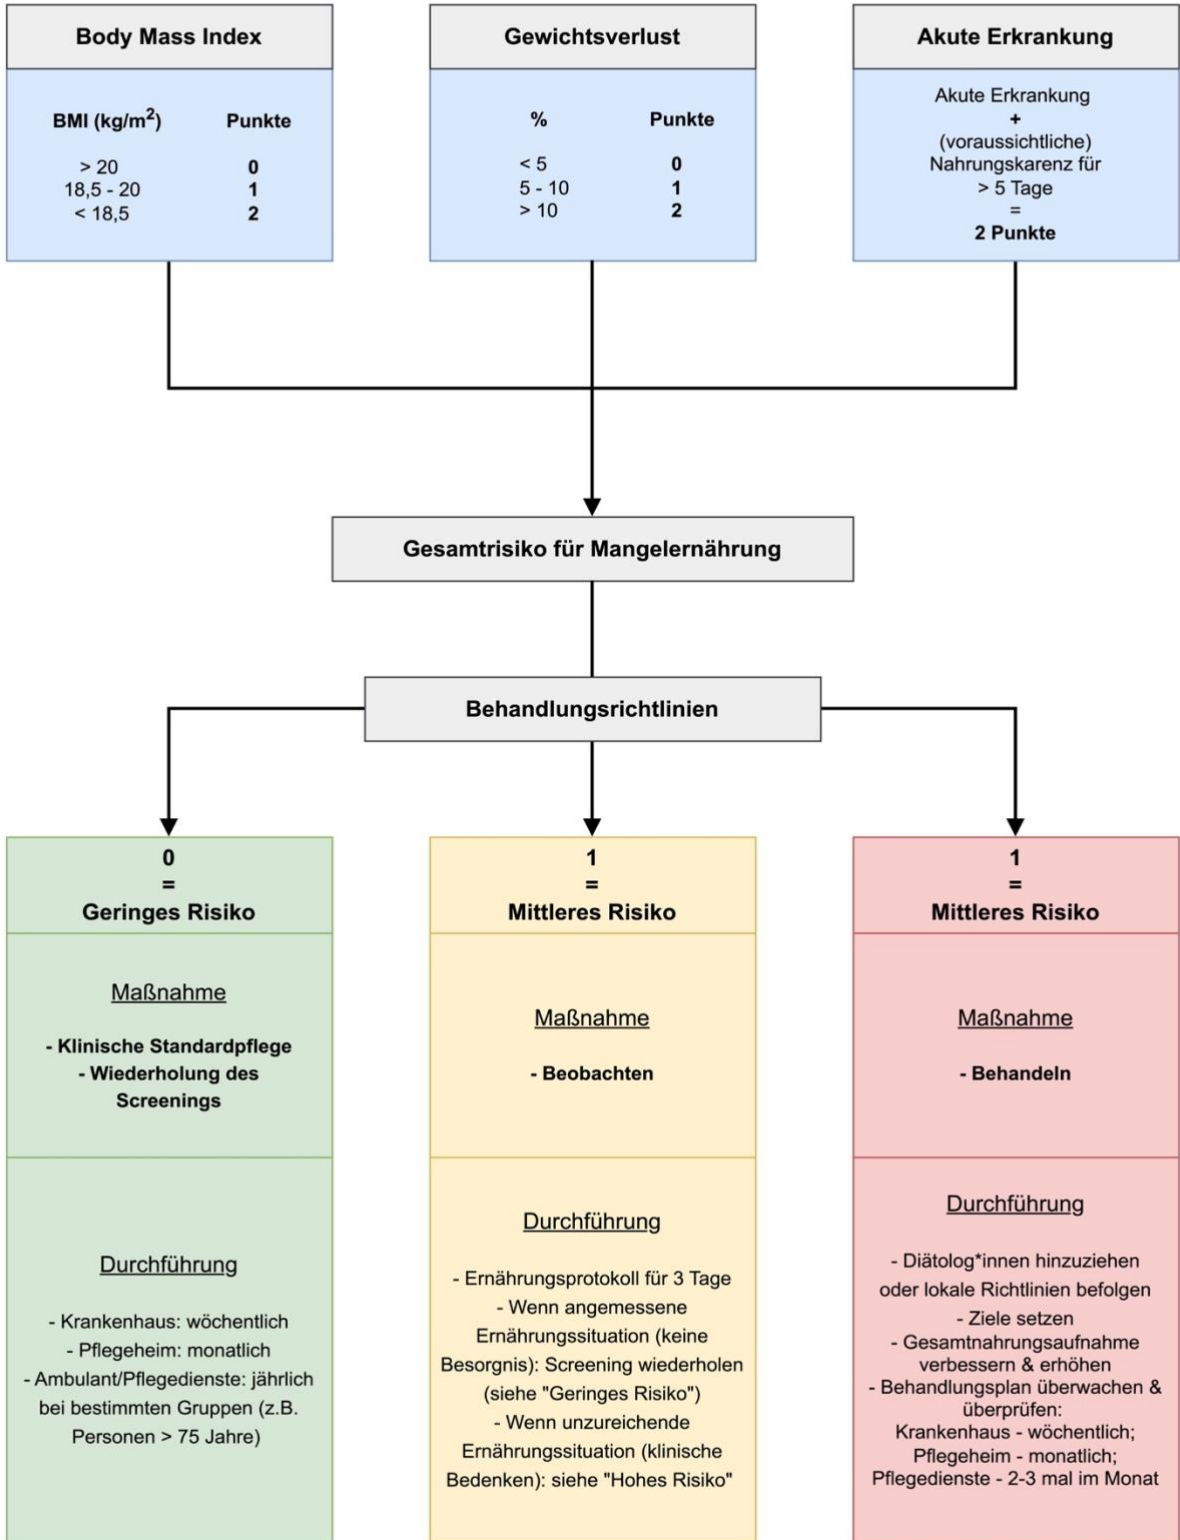 Body Mass Index
BMI (kg/m²) Punkte
> 20 0
18,5 - 20 1
< 18,5 2
Gewichtsverlust
% Punkte
< 5 0
5 - 10 1
> 10 2
Akute Erkrankung
Akute Erkrankung
+
(voraussichtliche)
Nahrungskarenz für
> 5 Tage
=
2 Punkte
Gesamtrisiko für Mangelernährung
Behandlungsrichtlinien
0
=
Geringes Risiko
Maßnahme
- Klinische Standardpflege
- Wiederholung des
Screenings
Durchführung
- Krankenhaus: wöchentlich
- Pflegeheim: monatlich
- Ambulant/Pflegedienste: jährlich
bei bestimmten Gruppen (z.B.
Personen > 75 Jahre)
1
=
Mittleres Risiko
Maßnahme
- Beobachten
Durchführung
- Ernährungsprotokoll für 3 Tage
- Wenn angemessene
Ernährungssituation (keine
Besorgnis): Screening wiederholen
(siehe "Geringes Risiko")
- Wenn unzureichende
Ernährungssituation (klinische
Bedenken): siehe "Hohes Risiko"
1
=
Mittleres Risiko
Maßnahme
- Behandeln
Durchführung
- Diätolog*innen hinzuziehen
oder lokale Richtlinien befolgen
- Ziele setzen
- Gesamtnahrungsaufnahme
verbessern & erhöhen
- Behandlungsplan überwachen &
überprüfen:
Krankenhaus - wöchentlich;
Pflegeheim - monatlich;
Pflegedienste - 2-3 mal im Monat